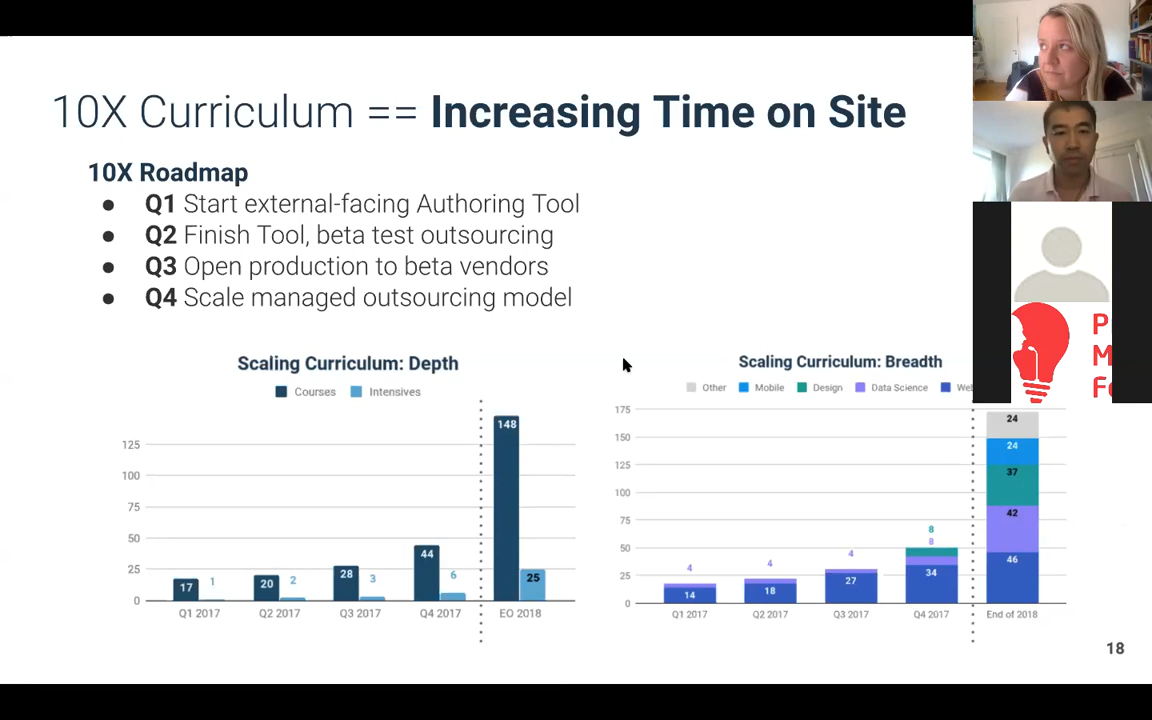 10X Curriculum == Increasing Time on Site
10X Roadmap
● Q1 Start external-facing Authoring Tool
● Q2 Finish Tool, beta test outsourcing
● Q3 Open production to beta vendors
● Q4 Scale managed outsourcing model
Scaling Curriculum: Depth
Courses Intensives
125
100
75
50
25
0
17 1
20 2
28 3
44 6
148 25
Q1 2017 Q2 2017 Q3 2017 Q4 2017 EO 2018
Scaling Curriculum: Breadth
Other Mobile Design Data Science
175
150
125
100
75
50
25
0
4
14
4
18
4
27
8
8
34
24
24
37
42
46
Q1 2017 Q2 2017 Q3 2017 Q4 2017 End of 2018
18
P
M